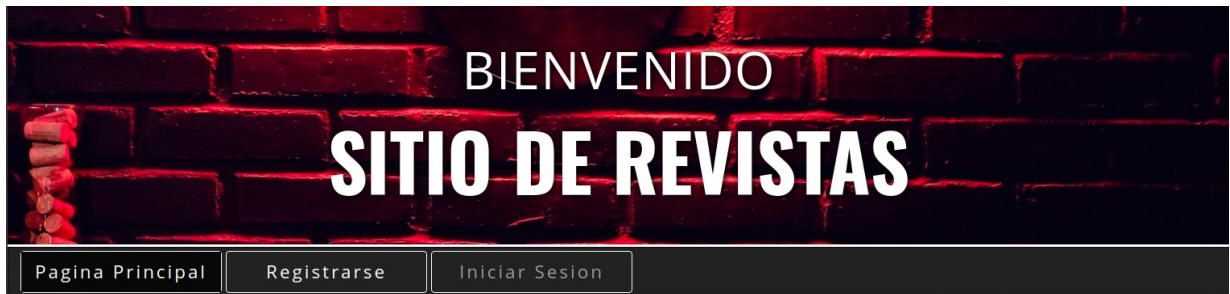 BIENVENIDO
SITIO DE REVISTAS
Pagina Principal Registrarse Iniciar Sesion